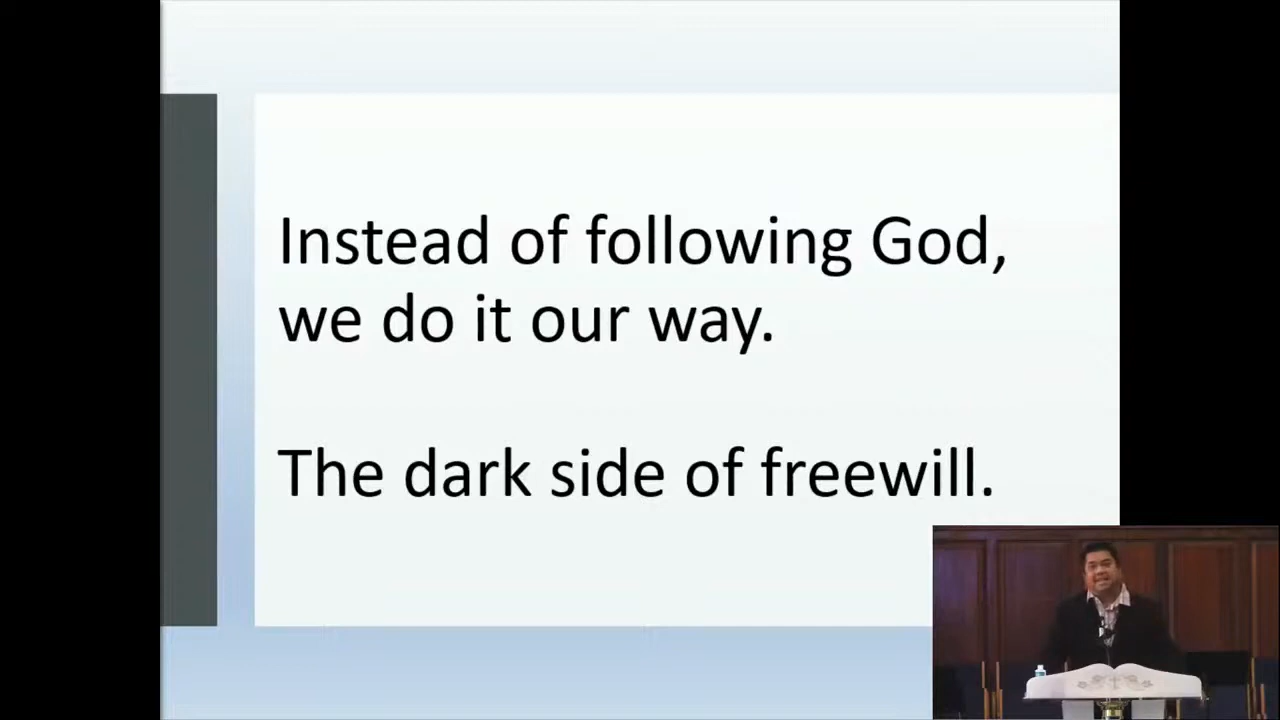 Instead of following God,
we do it our way.
The dark side of freewill.